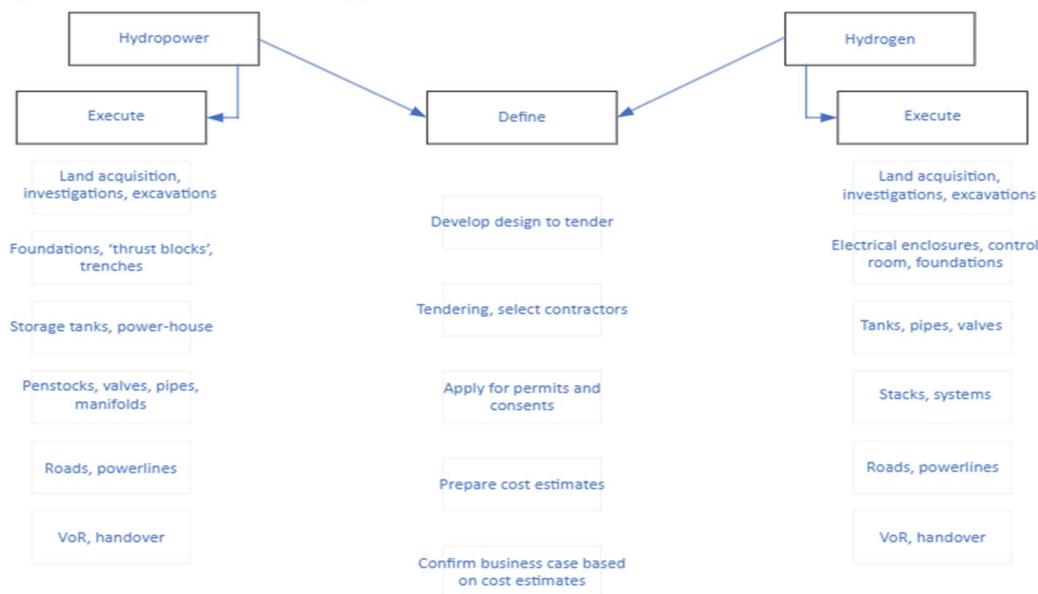 Hydropower
Hydrogen
Execute
Define
Execute
Land acquisition,
investigations, excavations
Foundations, ‘thrust blocks’,
trenches
Storage tanks, power-house
Penstocks, valves, pipes,
manifolds
Roads, powerlines
VoR, handover
Develop design to tender
Tendering, select contractors
Apply for permits and
consents
Prepare cost estimates
Confirm business case based
on cost estimates
Land acquisition,
investigations, excavations
Electrical enclosures, control
room, foundations
Tanks, pipes, valves
Stacks, systems
Roads, powerlines
VoR, handover